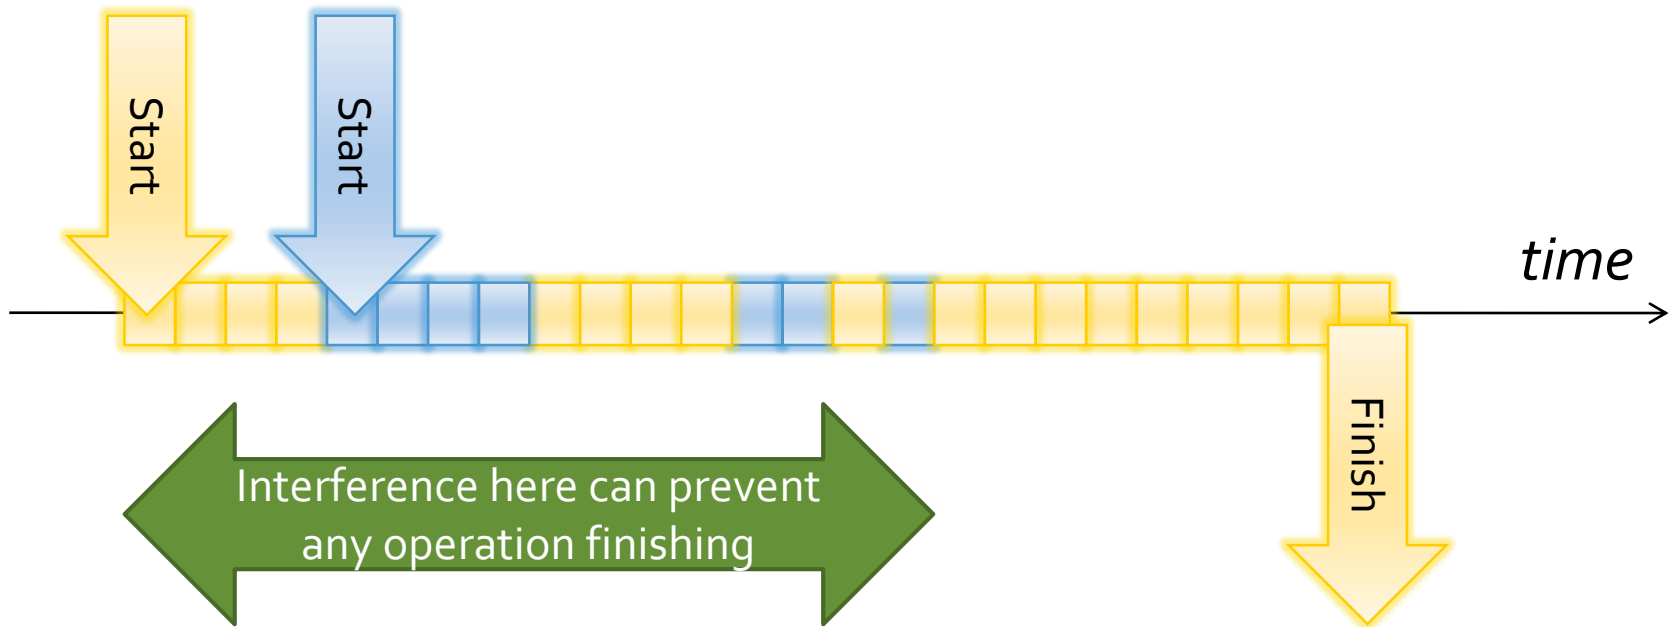 Start
Start
time
Interference here can prevent
any operation finishing
Finish